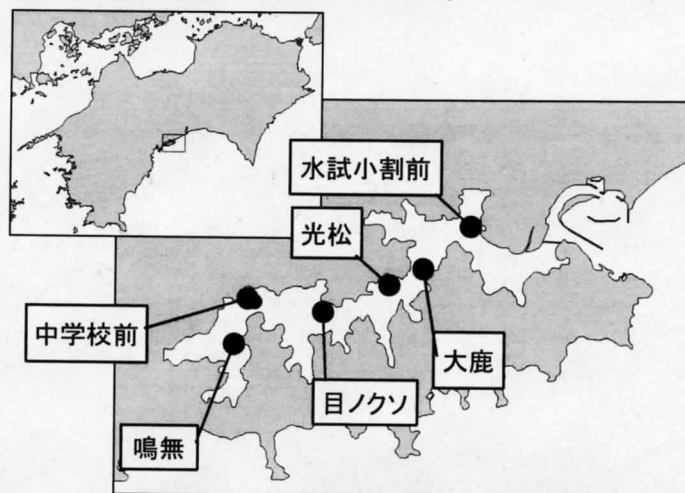 水試小割前
光松
中学校前
大鹿
目ノクソ
鳴無